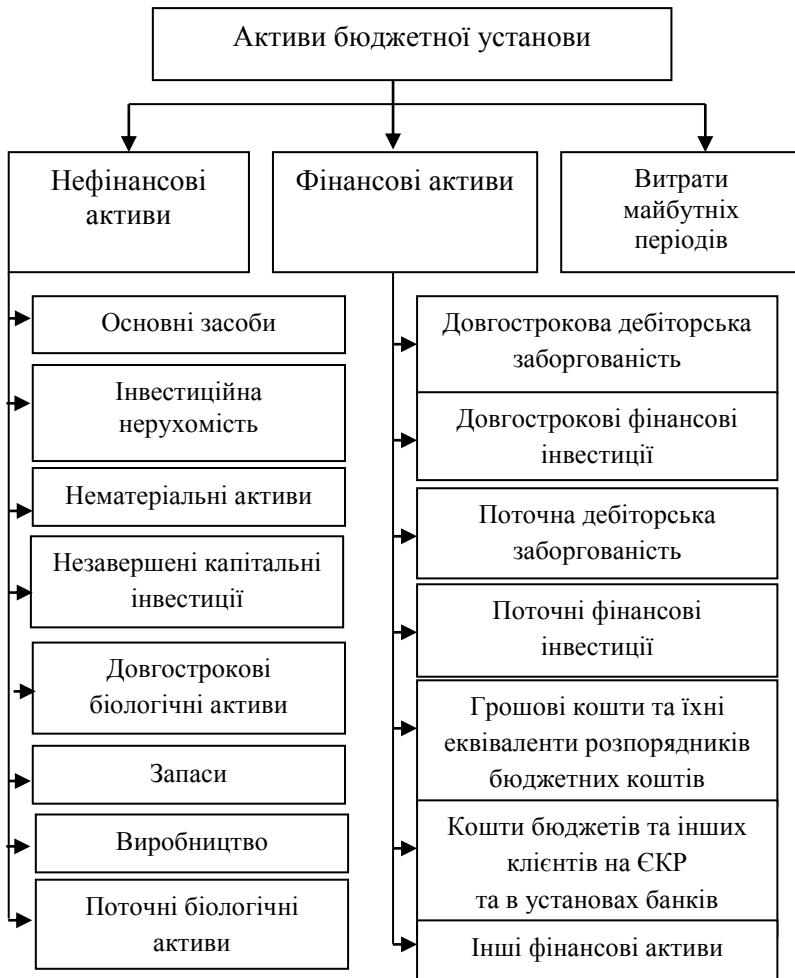 Активи бюджетної установи
Нефінансові
активи
Фінансові активи
Витрати
майбутніх
періодів
Основні засоби
Інвестиційна
нерухомість
Нематеріальні активи
Незавершені капітальні
інвестиції
Довгострокові
біологічні активи
Запаси
Виробництво
Поточні біологічні
активи
Довгострокова дебіторська
заборгованість
Довгострокові фінансові
інвестиції
Поточна дебіторська
заборгованість
Поточні фінансові
інвестиції
Грошові кошти та їхні
еквіваленти розпорядників
бюджетних коштів
Кошти бюджетів та інших
клієнтів на ЄКР
та в установах банків
Інші фінансові активи